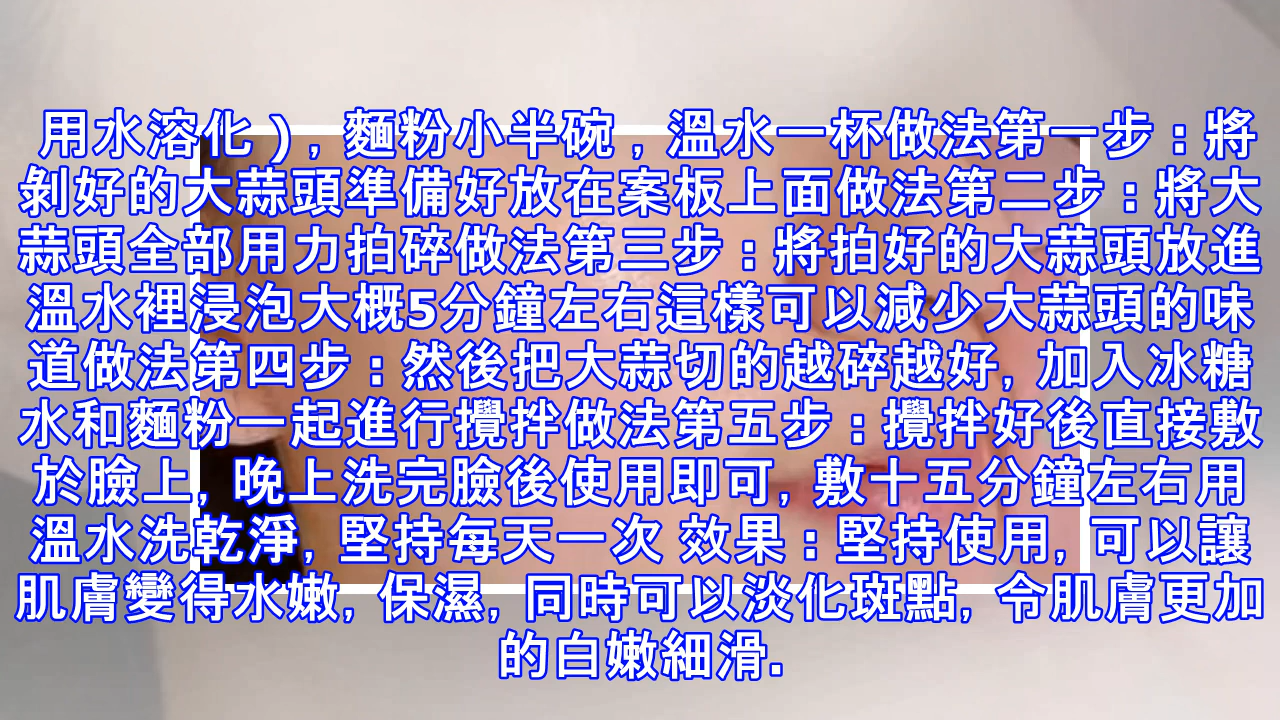 用水溶化），麵粉小半碗，溫水一杯做法第一步：將
剝好的大蒜頭準備好放在案板上面做法第二步：將大
蒜頭全部用力拍碎做法第三步：將拍好的大蒜頭放進
溫水裡浸泡大概5分鐘左右這樣可以減少大蒜頭的味
道做法第四步：然後把大蒜切的越碎越好, 加入冰糖
水和麵粉一起進行攪拌做法第五步：攪拌好後直接敷
於臉上, 晚上洗完臉後使用即可, 敷十五分鐘左右用
溫水洗乾淨, 堅持每天一次 效果：堅持使用, 可以讓
肌膚變得水嫩, 保濕, 同時可以淡化斑點, 令肌膚更加
的白嫩細滑.